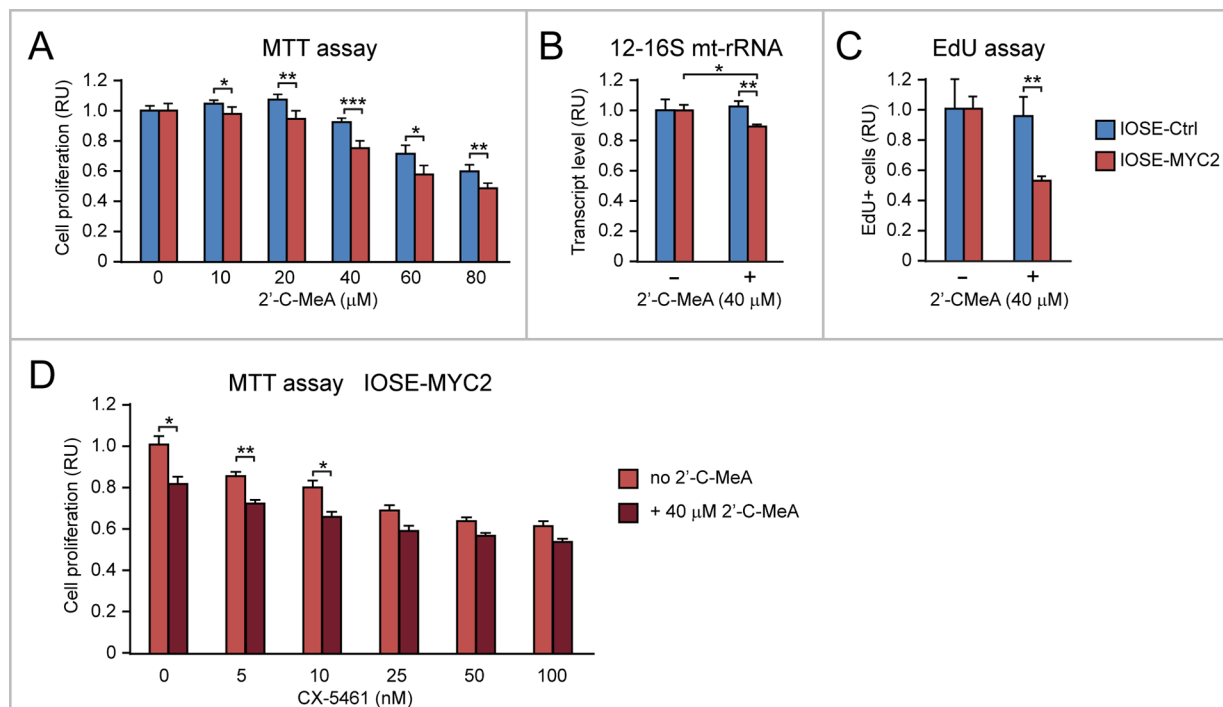 A
MTT assay
Cell proliferation (RU)
1.2
1.0
0.8
0.6
0.4
0.2
0
* ** *** * **
0 10 20 40 60 80
2'-C-MeA (μM)
B
12-16S mt-rRNA
Transcript level (RU)
1.2
1.0
0.8
0.6
0.4
0.2
0
*
**
– +
2'-C-MeA (40 μM)
C
EdU assay
EdU+ cells (RU)
1.2
1.0
0.8
0.6
0.4
0.2
0
**
– +
2'-CMeA (40 μM)
IOSE-Ctrl
IOSE-MYC2
D
MTT assay IOSE-MYC2
Cell proliferation (RU)
1.2
1.0
0.8
0.6
0.4
0.2
0
* ** *
0 5 10 25 50 100
CX-5461 (nM)
no 2'-C-MeA
+ 40 μM 2'-C-MeA